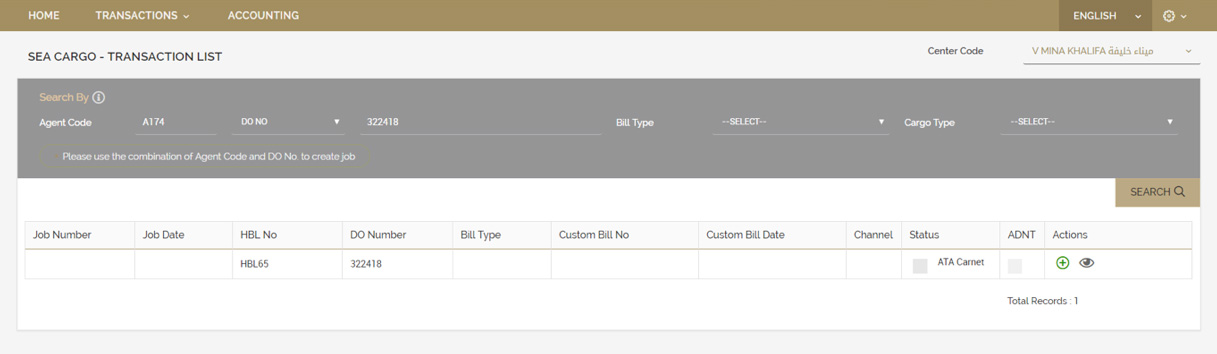 HOME TRANSACTIONS ACCOUNTING ENGLISH
SEA CARGO - TRANSACTION LIST Center Code V MINA KHALIFA ميناء خليفة
Search By
Agent Code A174 DO NO 322418 Bill Type --SELECT-- Cargo Type --SELECT--
Please use the combination of Agent Code and DO No. to create job
SEARCH
Job Number Job Date HBL No DO Number Bill Type Custom Bill No Custom Bill Date Channel Status ADNT Actions
HBL65 322418 ATA Carnet
Total Records : 1